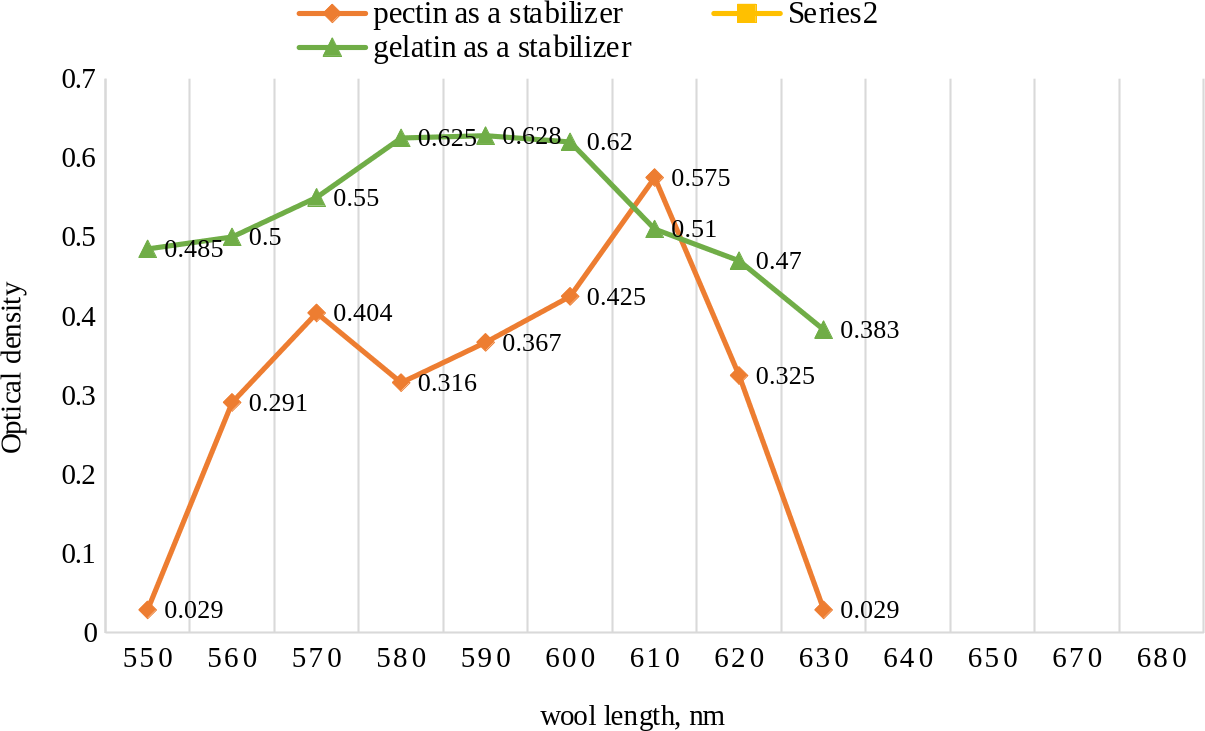 pectin as a stabilizer Series2
gelatin as a stabilizer
0.7
0.6
0.5
0.4
0.3
0.2
0.1
0
Optical density
0.485 0.5 0.55 0.625 0.628 0.62 0.51 0.47 0.383
0.029 0.291 0.404 0.316 0.367 0.425 0.575 0.325 0.029
550 560 570 580 590 600 610 620 630 640 650 670 680
wool length, nm